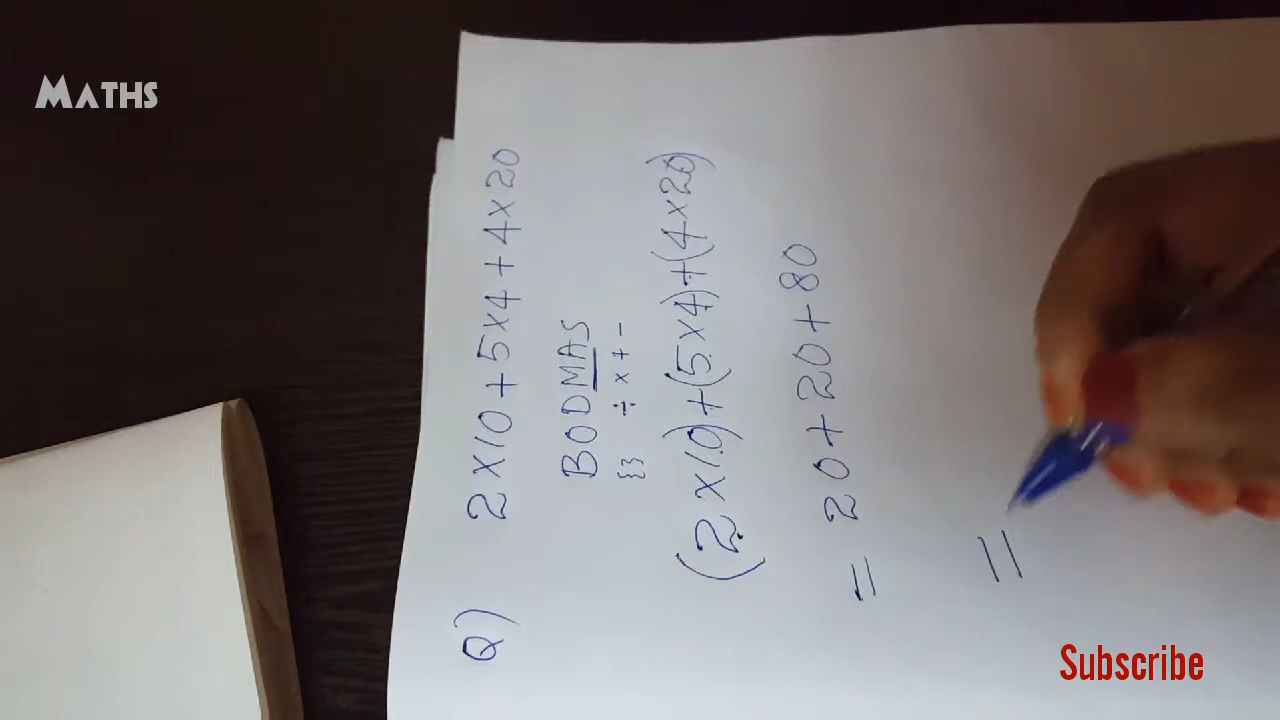 MATHS
Q) 2×10+5×4+4×20
BODMAS
{} ÷ × + -
(2×10)+(5×4)+(4×20)
= 20+20+80
=
Subscribe